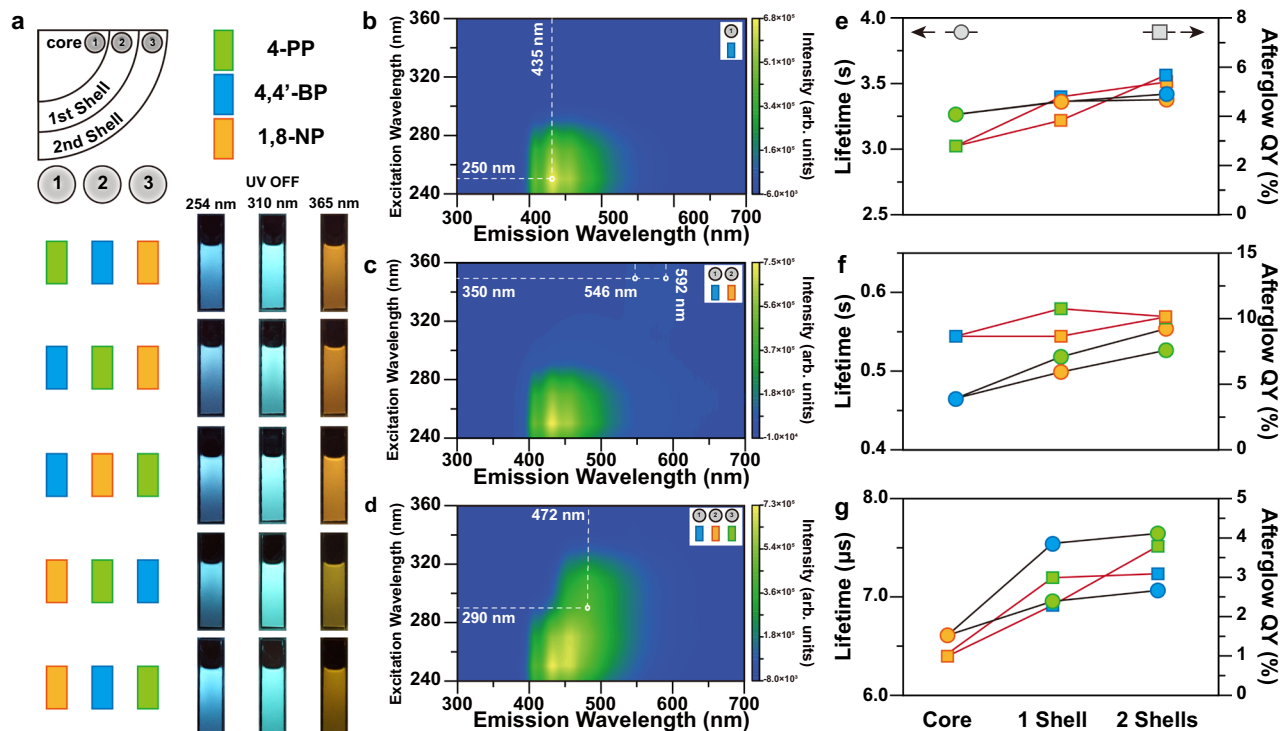 a
core 1 2 3
1st Shell
2nd Shell
4-PP
4,4'-BP
1,8-NP
1 2 3
UV OFF
254 nm 310 nm 365 nm
b
Excitation Wavelength (nm)
360
320
280
240
435 nm
250 nm
300 400 500 600 700
Emission Wavelength (nm)
1
6.8×10⁵
5.1×10⁵
3.4×10⁵
1.6×10⁵
-6.0×10³
Intensity (arb. units)
c
Excitation Wavelength (nm)
360
320
280
240
350 nm
546 nm
592 nm
300 400 500 600 700
Emission Wavelength (nm)
1 2
7.5×10⁵
5.6×10⁵
3.7×10⁵
1.8×10⁵
-1.0×10⁴
Intensity (arb. units)
d
Excitation Wavelength (nm)
360
320
280
240
472 nm
290 nm
300 400 500 600 700
Emission Wavelength (nm)
1 2 3
7.3×10⁵
5.4×10⁵
3.6×10⁵
1.8×10⁵
-8.0×10³
Intensity (arb. units)
e
Lifetime (s)
4.0
3.5
3.0
2.5
8
6
4
2
0
Afterglow QY (%)
f
Lifetime (s)
0.6
0.5
0.4
15
10
5
0
Afterglow QY (%)
g
Lifetime (µs)
8.0
7.0
6.0
5
4
3
2
1
0
Afterglow QY (%)
Core 1 Shell 2 Shells